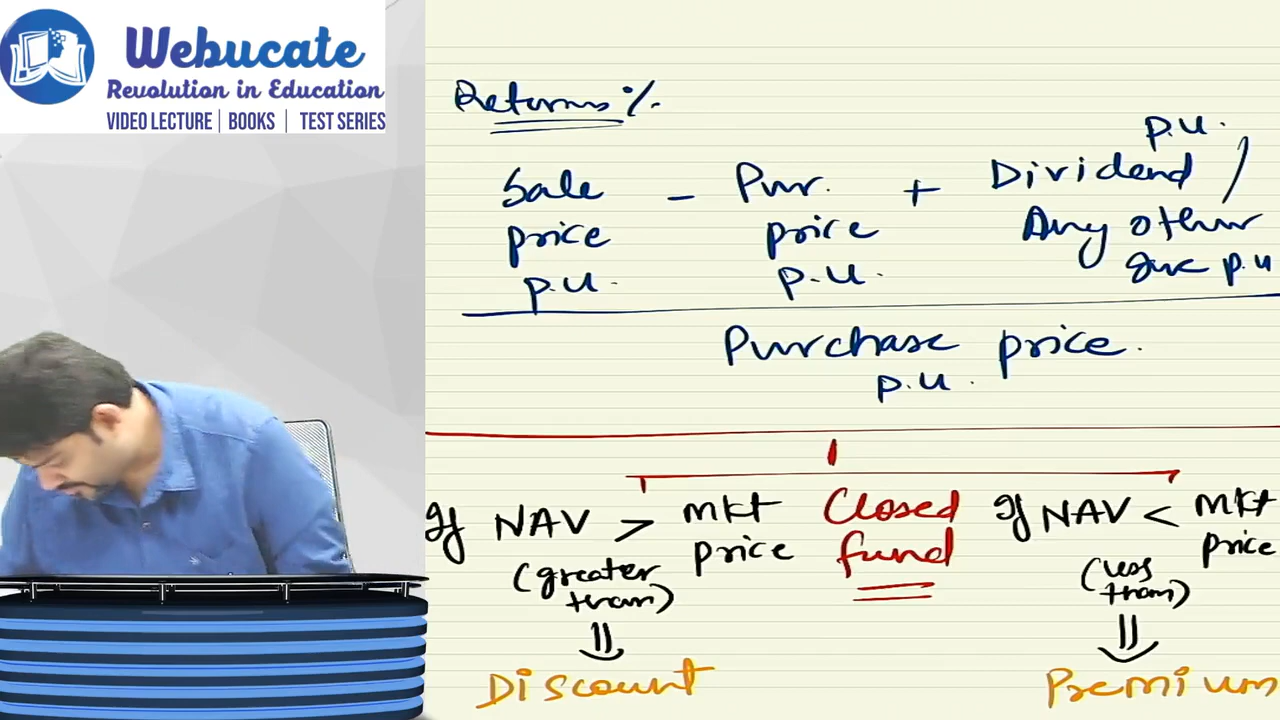 Webucate
Revolution in Education
VIDEO LECTURE | BOOKS | TEST SERIES
Returns %.
p.u.
Sale - Pur. + Dividend /
price price Any other
p.u. p.u. p.u
Purchase price.
p.u.
If NAV > mkt price
(greater than)
Discount
Closed fund
If NAV < mkt price
(less than)
Premium